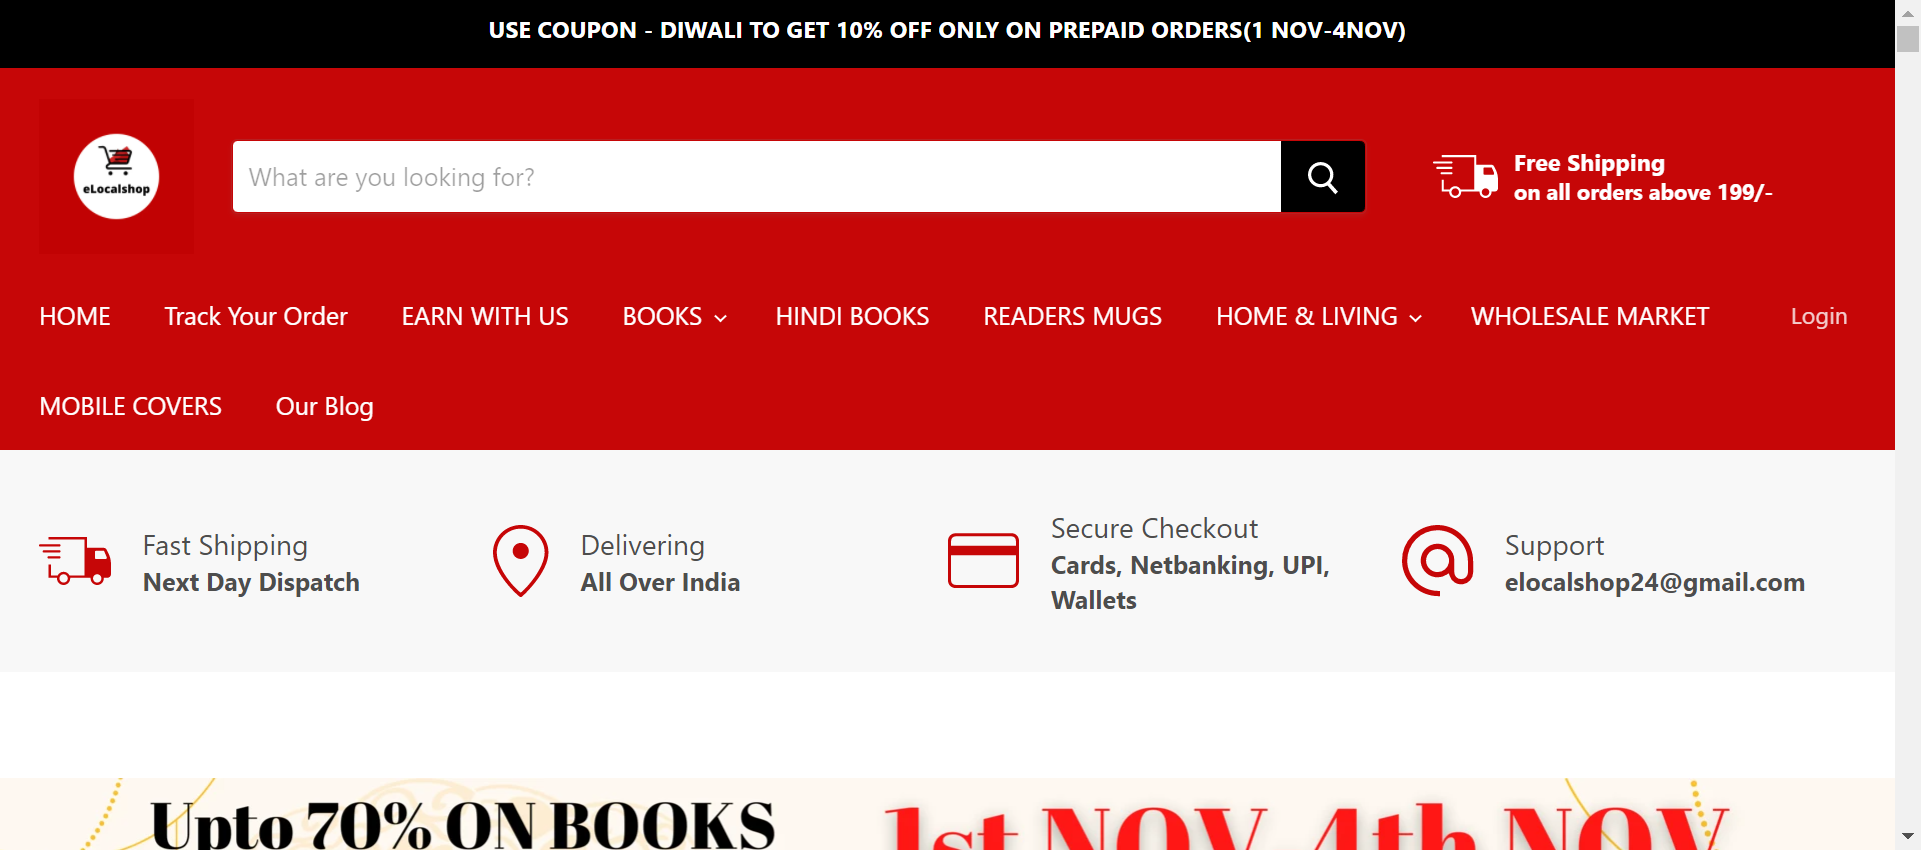 USE COUPON - DIWALI TO GET 10% OFF ONLY ON PREPAID ORDERS(1 NOV-4NOV)
eLocalshop
What are you looking for?
Free Shipping
on all orders above 199/-
HOME
Track Your Order
EARN WITH US
BOOKS
HINDI BOOKS
READERS MUGS
HOME & LIVING
WHOLESALE MARKET
Login
MOBILE COVERS
Our Blog
Fast Shipping
Next Day Dispatch
Delivering
All Over India
Secure Checkout
Cards, Netbanking, UPI,
Wallets
Support
elocalshop24@gmail.com
Upto 70% ON BOOKS
1st NOV-4th NOV